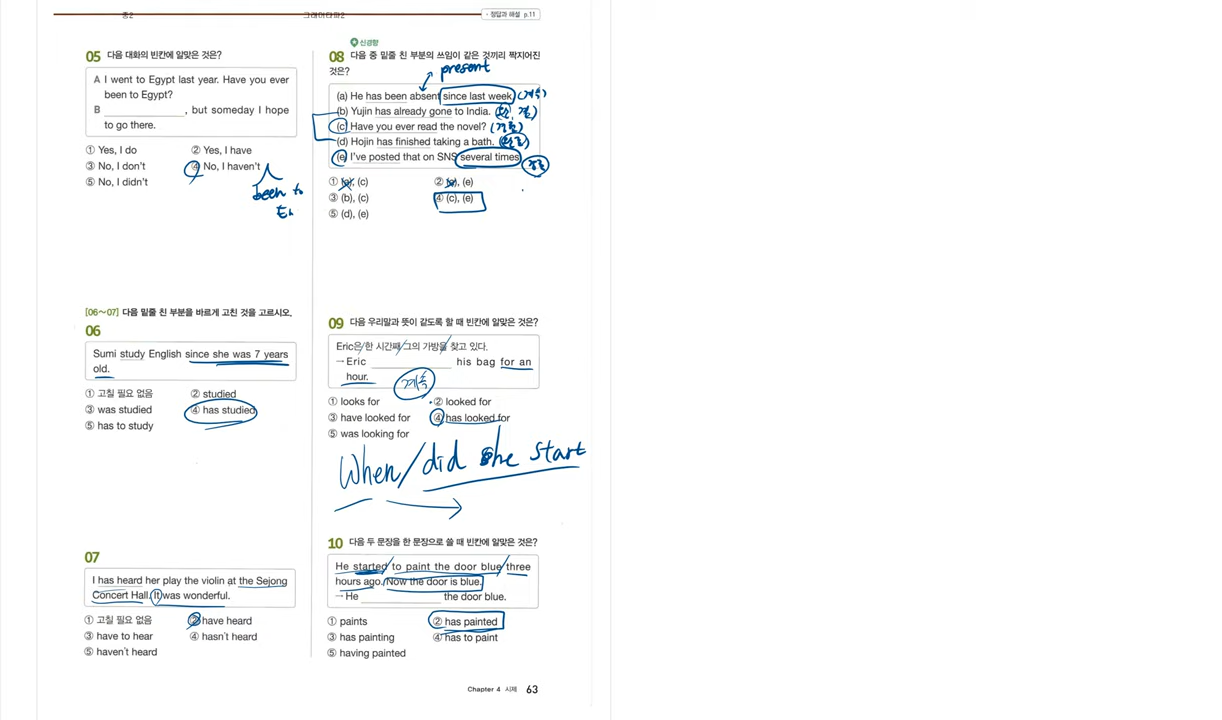 중2
그래머타파2
· 정답과 해설 p.11
05 다음 대화의 빈칸에 알맞은 것은?
A I went to Egypt last year. Have you ever
been to Egypt?
B ____________ , but someday I hope
to go there.
① Yes, I do ② Yes, I have
③ No, I don't ④ No, I haven't
⑤ No, I didn't
been to
[06~07] 다음 밑줄 친 부분을 바르게 고친 것을 고르시오.
06
Sumi study English since she was 7 years
old.
① 고칠 필요 없음 ② studied
③ was studied ④ has studied
⑤ has to study
07
I has heard her play the violin at the Sejong
Concert Hall. It was wonderful.
① 고칠 필요 없음 ② have heard
③ have to hear ④ hasn't heard
⑤ haven't heard
신경향
08 다음 중 밑줄 친 부분의 쓰임이 같은 것끼리 짝지어진
것은?
present
(a) He has been absent since last week. (계속)
(b) Yujin has already gone to India.
(c) Have you ever read the novel? (경험)
(d) Hojin has finished taking a bath. (완료)
(e) I've posted that on SNS several times
① (a), (c) ② (a), (e)
③ (b), (c) ④ (c), (e)
⑤ (d), (e)
09 다음 우리말과 뜻이 같도록 할 때 빈칸에 알맞은 것은?
Eric은 한 시간째 그의 가방을 찾고 있다.
→ Eric ____________ his bag for an
hour.
계속
① looks for ② looked for
③ have looked for ④ has looked for
⑤ was looking for
When/did she start
10 다음 두 문장을 한 문장으로 쓸 때 빈칸에 알맞은 것은?
He started to paint the door blue three
hours ago. Now the door is blue.
→ He ____________ the door blue.
① paints ② has painted
③ has painting ④ has to paint
⑤ having painted
Chapter 4 시제 63